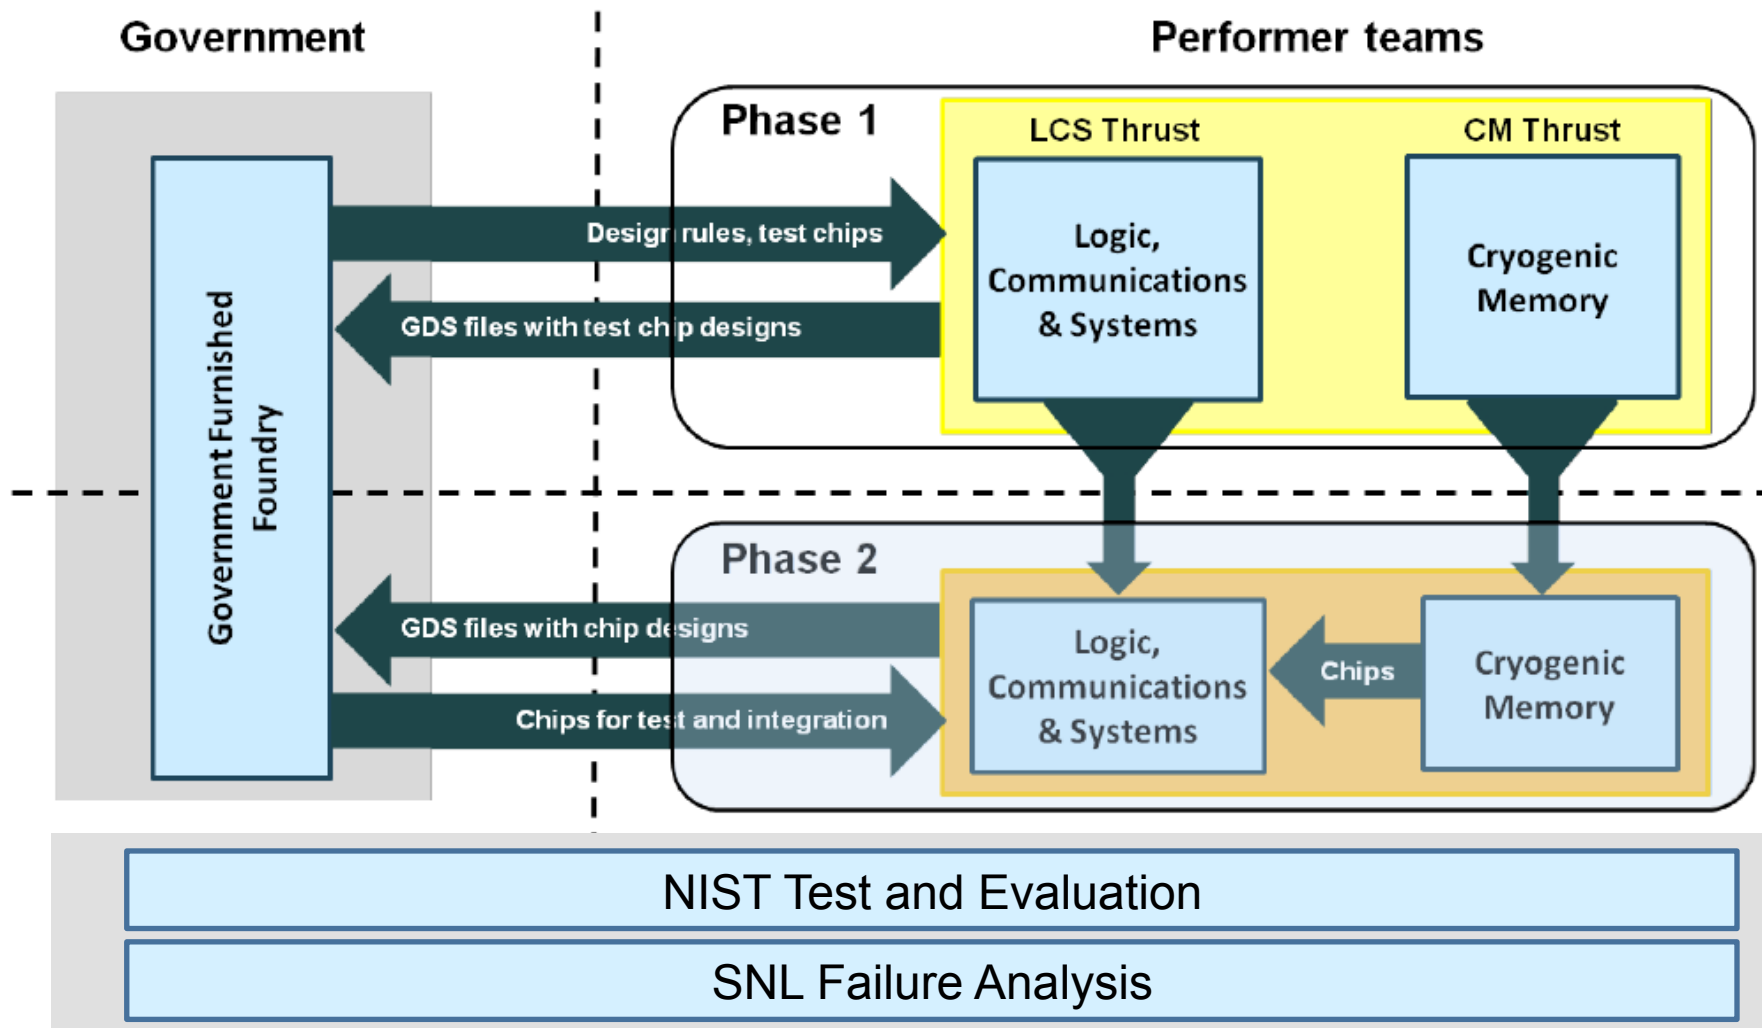 Government
Performer teams
Phase 1
LCS Thrust
CM Thrust
Logic,
Communications
& Systems
Cryogenic
Memory
Design rules, test chips
GDS files with test chip designs
Government Furnished
Foundry
Phase 2
GDS files with chip designs
Chips for test and integration
Logic,
Communications
& Systems
Chips
Cryogenic
Memory
NIST Test and Evaluation
SNL Failure Analysis